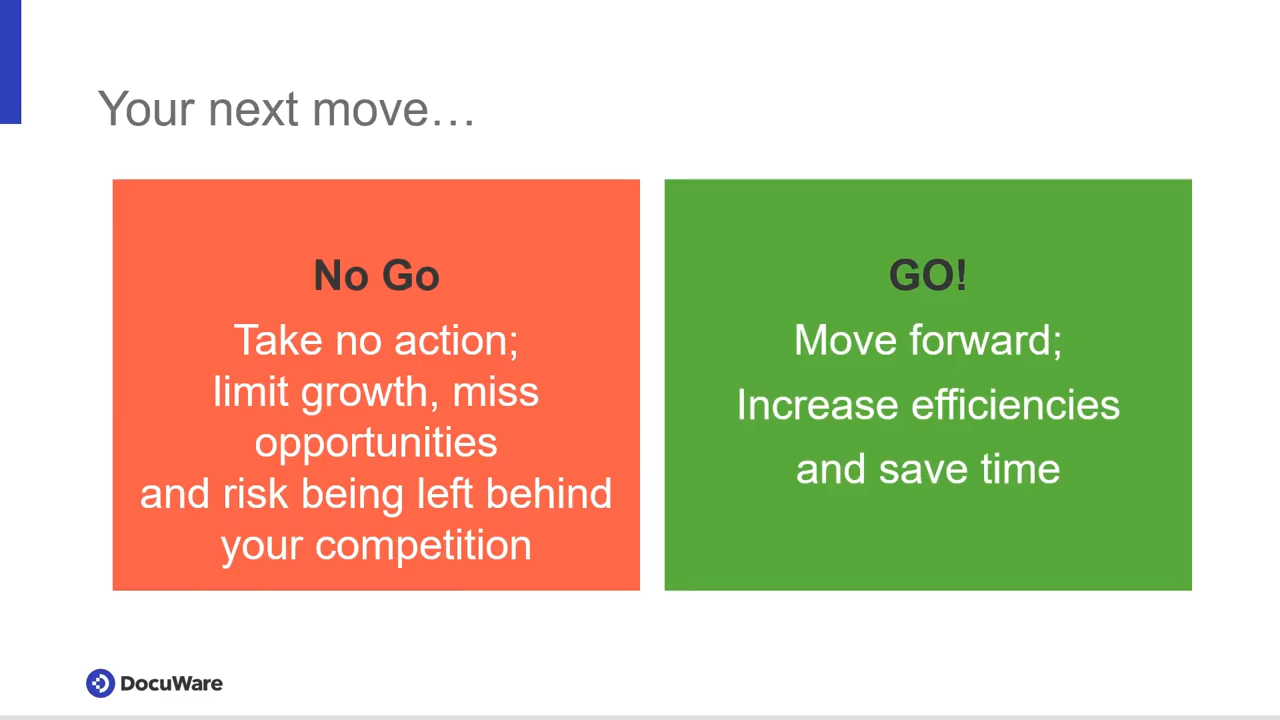 Your next move…
No Go
Take no action;
limit growth, miss
opportunities
and risk being left behind
your competition
GO!
Move forward;
Increase efficiencies
and save time
DocuWare